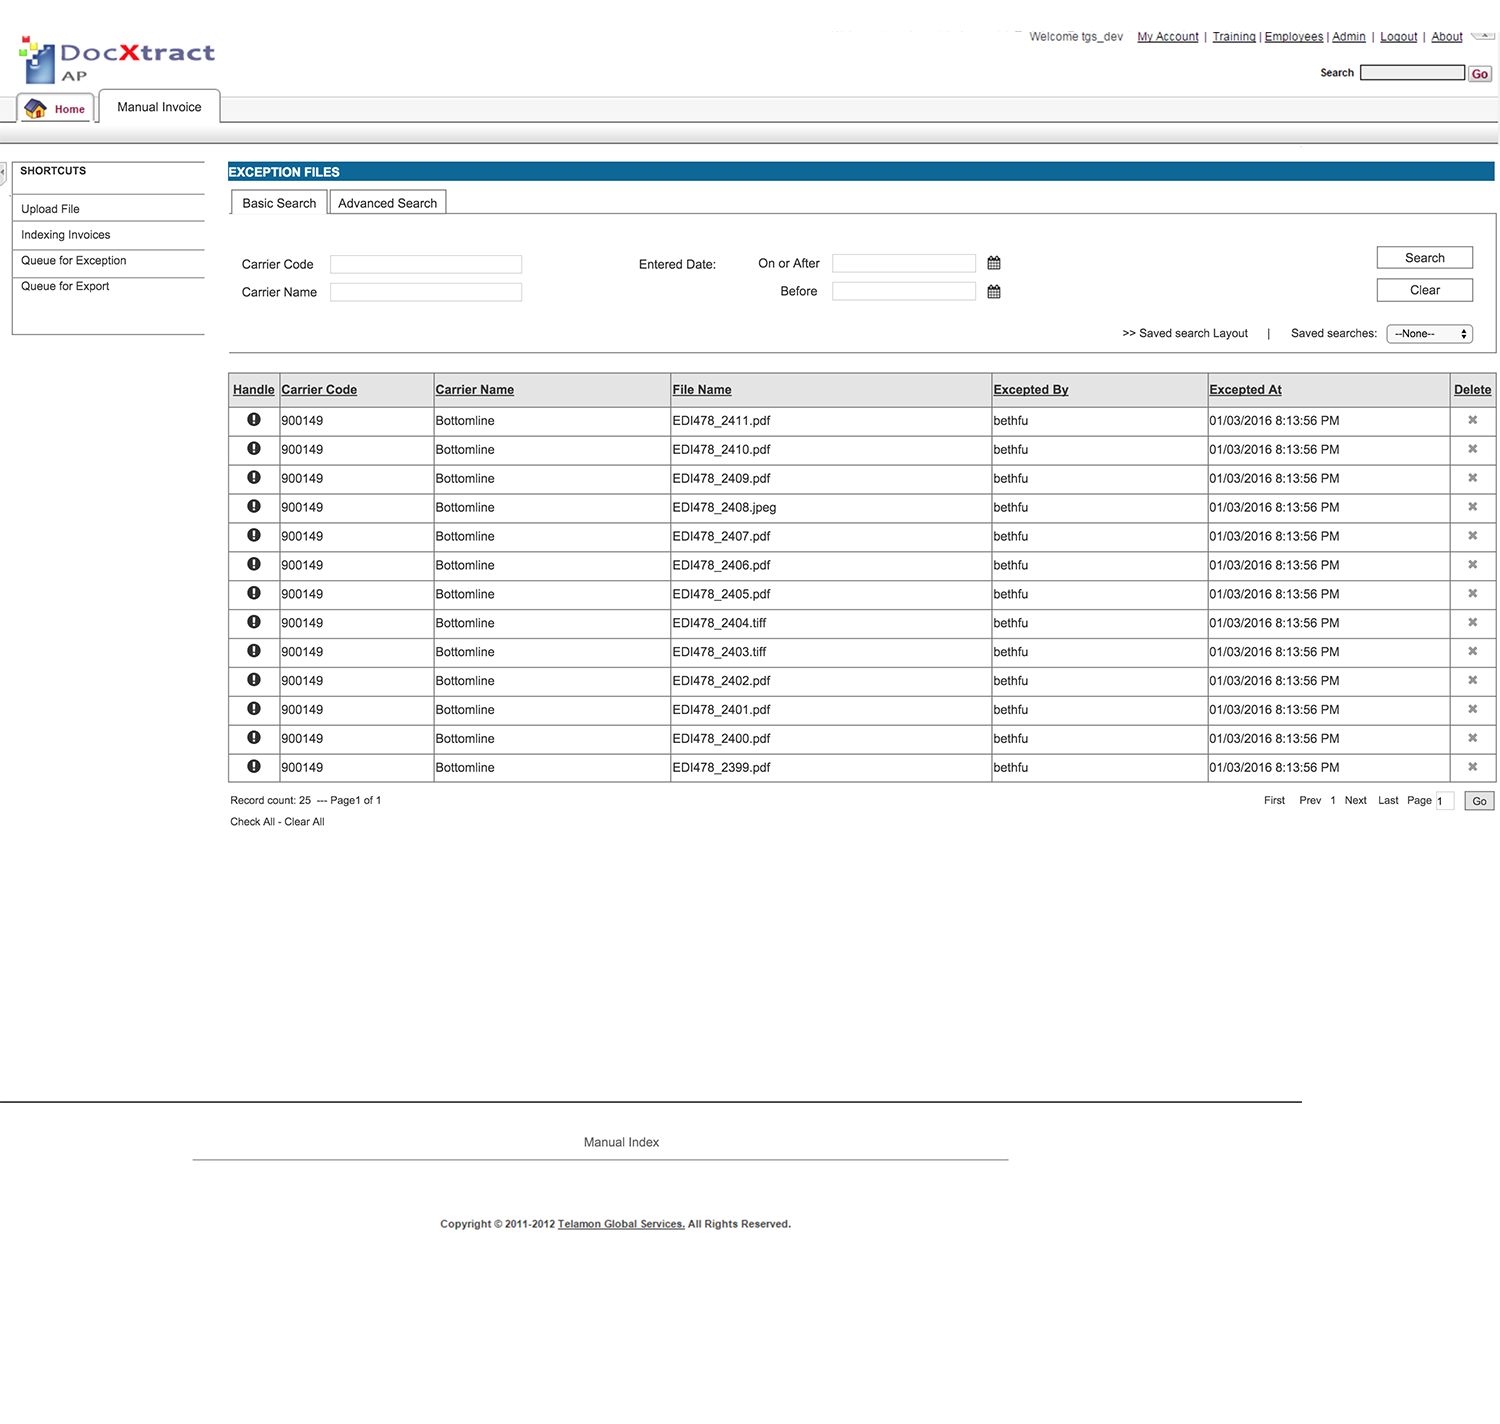 DocXtract
AP
Welcome tgs_dev My Account | Training | Employees | Admin | Logout | About
Search Go
Home Manual Invoice
SHORTCUTS
Upload File
Indexing Invoices
Queue for Exception
Queue for Export
EXCEPTION FILES
Basic Search Advanced Search
Carrier Code Entered Date: On or After Search
Carrier Name Before Clear
>> Saved search Layout | Saved searches: --None--
Handle Carrier Code Carrier Name File Name Excepted By Excepted At Delete
900149 Bottomline EDI478_2411.pdf bethfu 01/03/2016 8:13:56 PM
900149 Bottomline EDI478_2410.pdf bethfu 01/03/2016 8:13:56 PM
900149 Bottomline EDI478_2409.pdf bethfu 01/03/2016 8:13:56 PM
900149 Bottomline EDI478_2408.jpeg bethfu 01/03/2016 8:13:56 PM
900149 Bottomline EDI478_2407.pdf bethfu 01/03/2016 8:13:56 PM
900149 Bottomline EDI478_2406.pdf bethfu 01/03/2016 8:13:56 PM
900149 Bottomline EDI478_2405.pdf bethfu 01/03/2016 8:13:56 PM
900149 Bottomline EDI478_2404.tiff bethfu 01/03/2016 8:13:56 PM
900149 Bottomline EDI478_2403.tiff bethfu 01/03/2016 8:13:56 PM
900149 Bottomline EDI478_2402.pdf bethfu 01/03/2016 8:13:56 PM
900149 Bottomline EDI478_2401.pdf bethfu 01/03/2016 8:13:56 PM
900149 Bottomline EDI478_2400.pdf bethfu 01/03/2016 8:13:56 PM
900149 Bottomline EDI478_2399.pdf bethfu 01/03/2016 8:13:56 PM
Record count: 25 --- Page1 of 1 First Prev 1 Next Last Page 1 Go
Check All - Clear All
Manual Index
Copyright © 2011-2012 Telamon Global Services. All Rights Reserved.